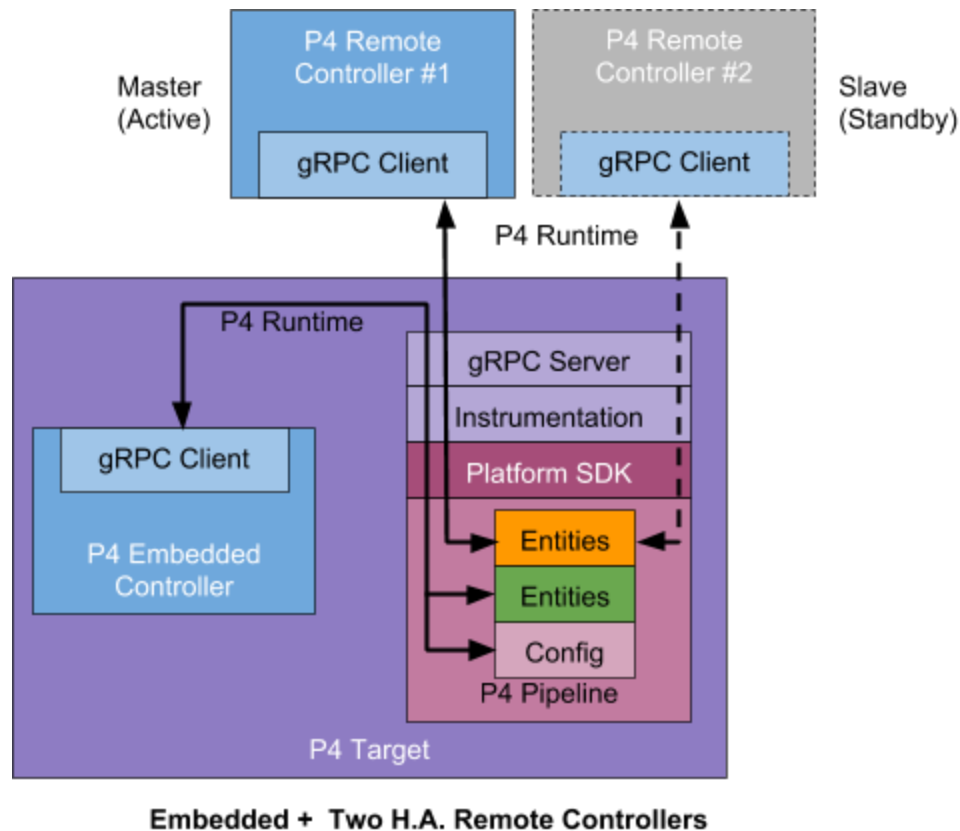 P4 Remote
Controller #1
P4 Remote
Controller #2
Master
(Active)
Slave
(Standby)
gRPC Client
gRPC Client
P4 Runtime
P4 Runtime
gRPC Server
Instrumentation
Platform SDK
gRPC Client
P4 Embedded
Controller
Entities
Entities
Config
P4 Pipeline
P4 Target
Embedded + Two H.A. Remote Controllers